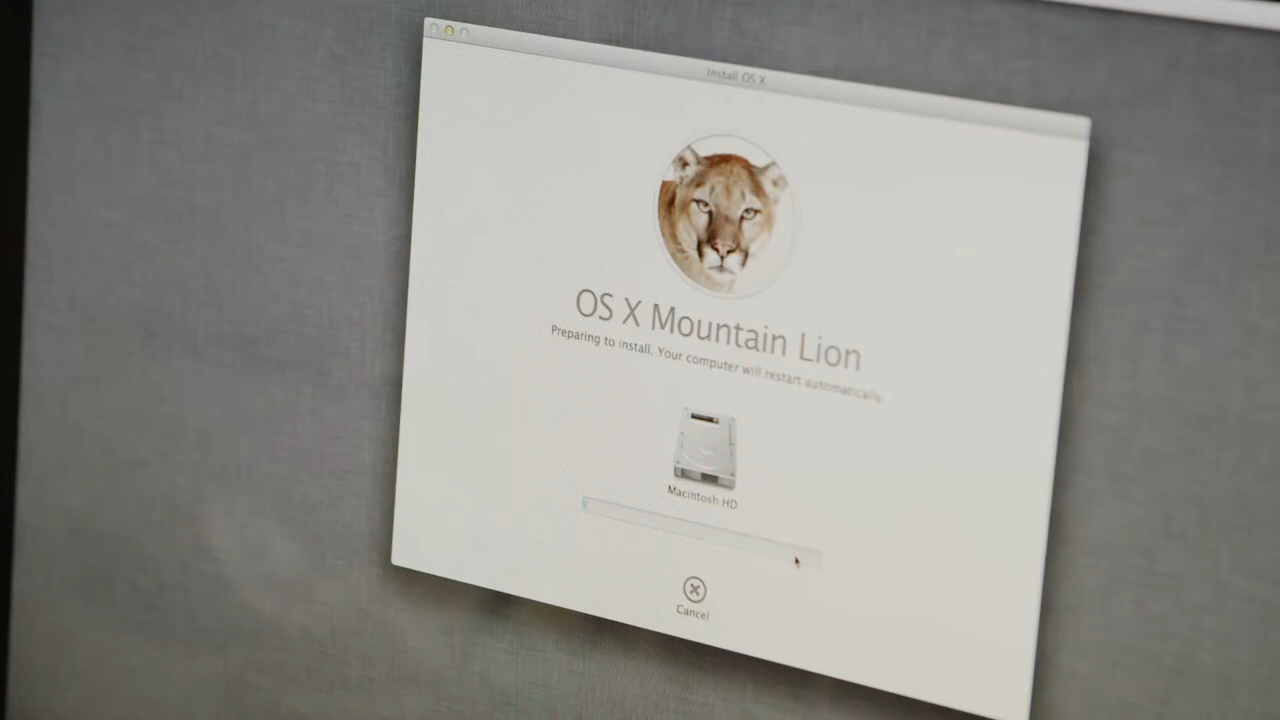 Install OS X
OS X Mountain Lion
Preparing to install. Your computer will restart automatically.
Macintosh HD
Cancel